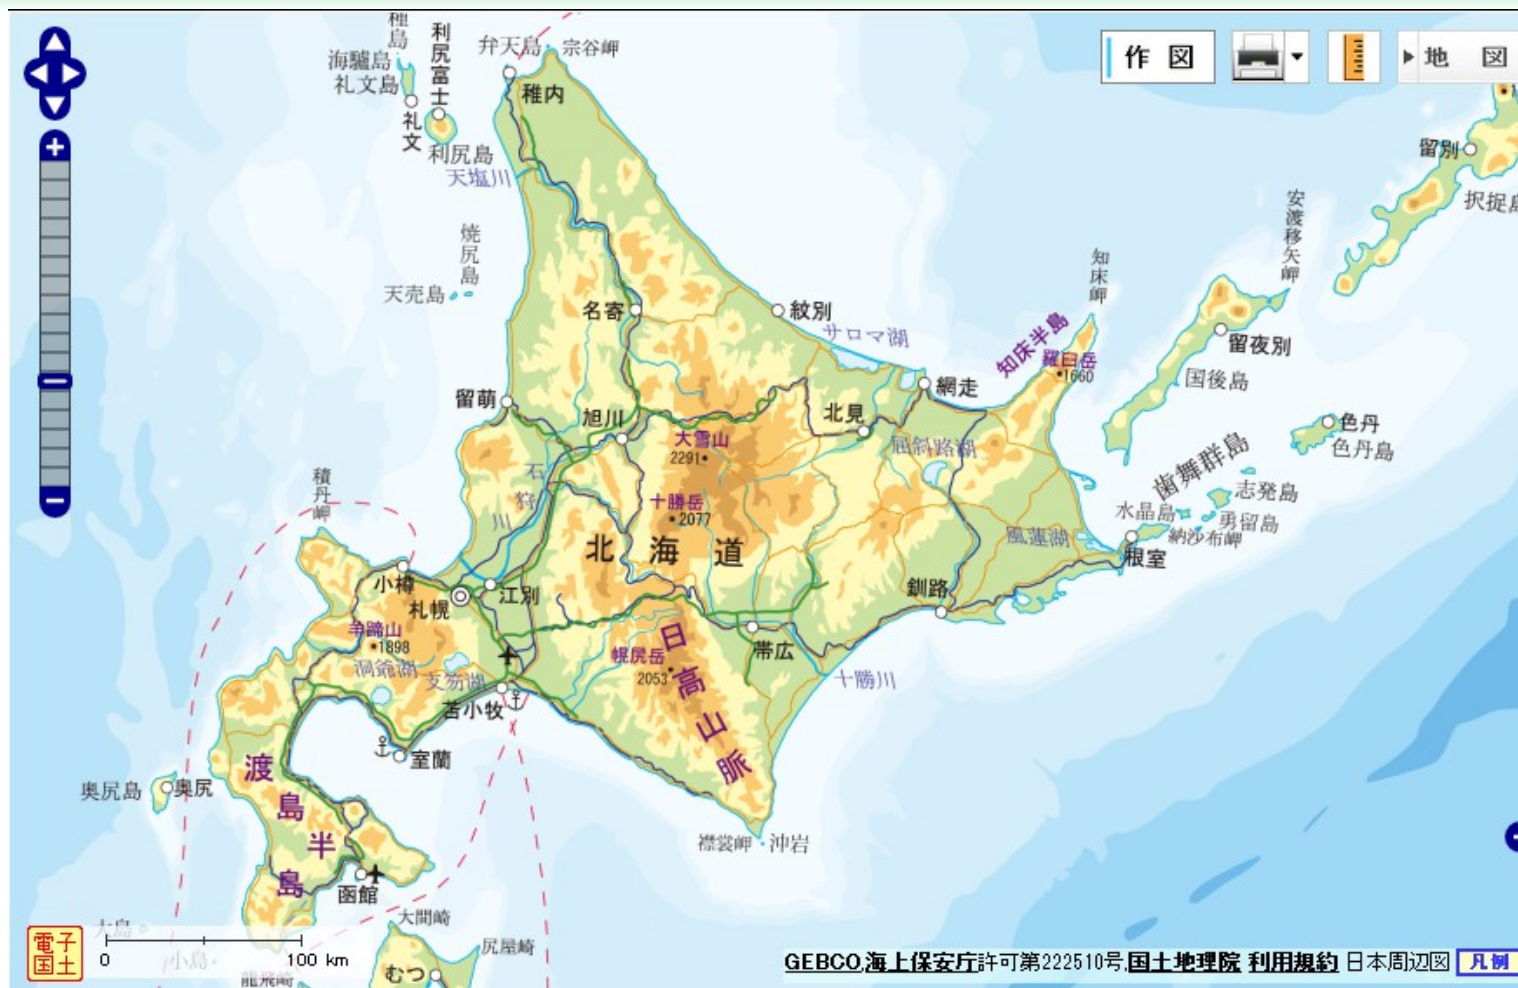 作 図
地 図
種島
海驢島
礼文島
利尻富士
礼文
利尻島
弁天島
宗谷岬
稚内
天塩川
焼尻島
天売島
名寄
紋別
サロマ湖
知床岬
知床半島
羅臼岳
1660
網走
北見
屈斜路湖
留別
択捉島
安渡移矢岬
留夜別
国後島
色丹
色丹島
歯舞群島
志発島
水晶島
勇留島
納沙布岬
根室
風蓮湖
釧路
留萌
旭川
大雪山
2291
十勝岳
2077
石狩川
北海道
積丹岬
小樽
札幌
江別
羊蹄山
1898
洞爺湖
支笏湖
苫小牧
室蘭
幌尻岳
2053
日高山脈
帯広
十勝川
襟裳岬
沖岩
奥尻島
奥尻
渡島半島
函館
大島
小島
大間崎
尻屋崎
むつ
龍飛崎
電子国土
0 100 km
GEBCO,海上保安庁許可第222510号,国土地理院 利用規約 日本周辺図 凡例